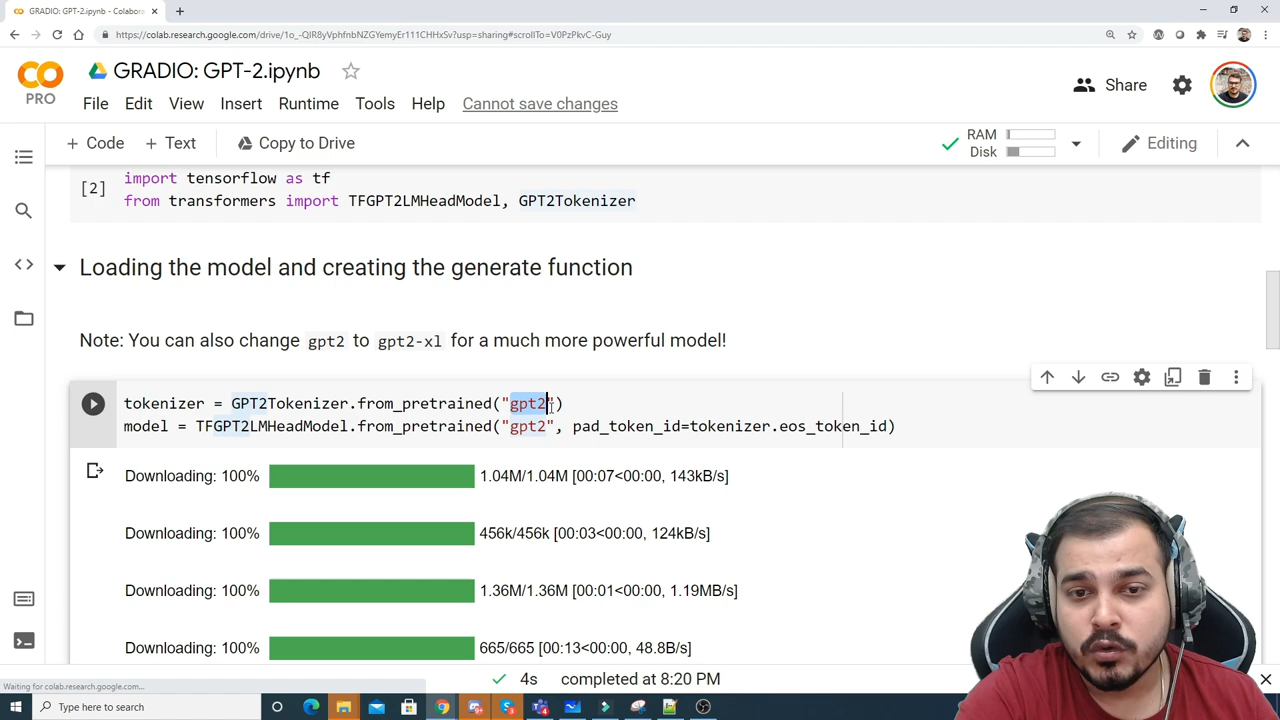 GPT-2.ipynb - Colabora
https://colab.research.google.com/drive/1o_-QIR8yVphfnbNZGYemyEr111CHHxSv?usp=sharing#scrollTo=V0PzPkvC-Guy
PRO
GRADIO: GPT-2.ipynb
File Edit View Insert Runtime Tools Help Cannot save changes
Share
+ Code + Text Copy to Drive
RAM
Disk
Editing
[2]
import tensorflow as tf
from transformers import TFGPT2LMHeadModel, GPT2Tokenizer
Loading the model and creating the generate function
Note: You can also change gpt2 to gpt2-xl for a much more powerful model!
tokenizer = GPT2Tokenizer.from_pretrained("gpt2")
model = TFGPT2LMHeadModel.from_pretrained("gpt2", pad_token_id=tokenizer.eos_token_id)
Downloading: 100% 1.04M/1.04M [00:07<00:00, 143kB/s]
Downloading: 100% 456k/456k [00:03<00:00, 124kB/s]
Downloading: 100% 1.36M/1.36M [00:01<00:00, 1.19MB/s]
Downloading: 100% 665/665 [00:13<00:00, 48.8B/s]
4s completed at 8:20 PM
Waiting for colab.research.google.com...
Type here to search